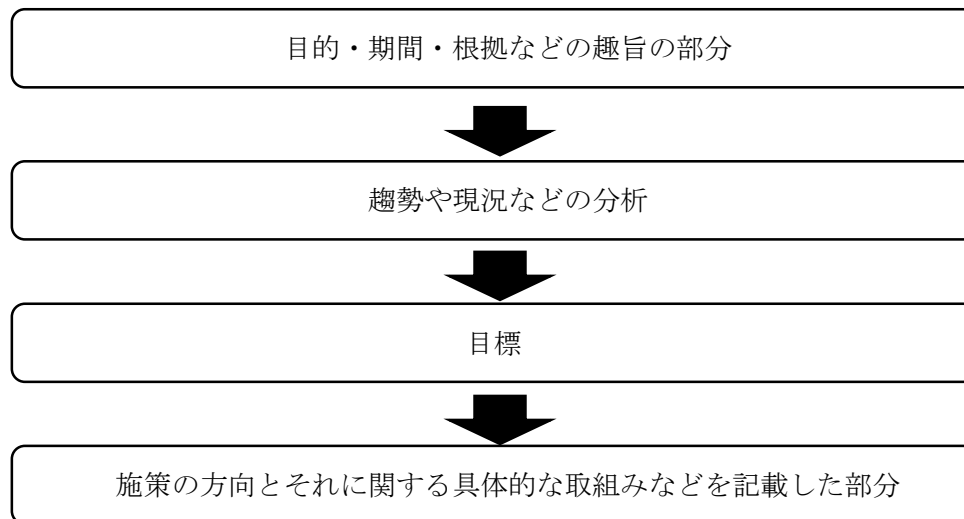 目的・期間・根拠などの趣旨の部分
趨勢や現況などの分析
目標
施策の方向とそれに関する具体的な取組みなどを記載した部分